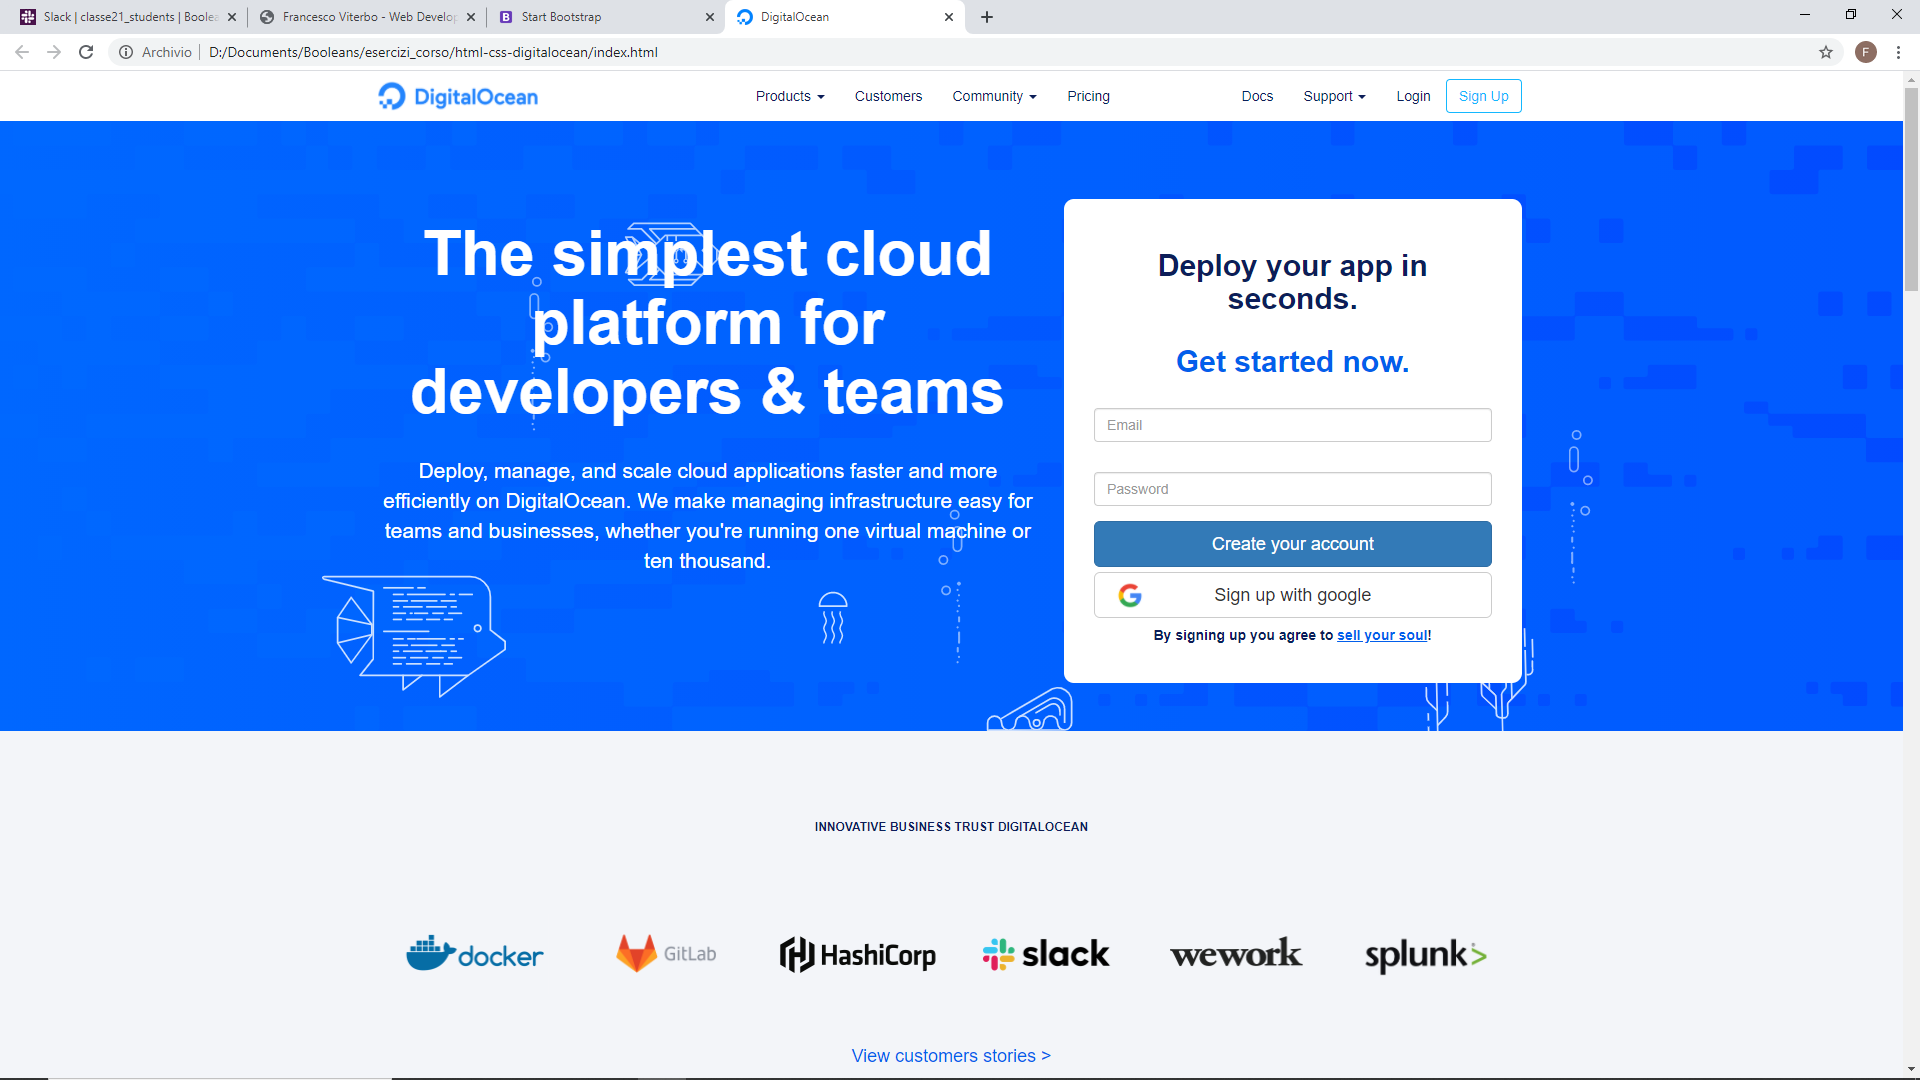 Slack | classe21_students | Boolea
Francesco Viterbo - Web Develop
Start Bootstrap
DigitalOcean
Archivio
D:/Documents/Booleans/esercizi_corso/html-css-digitalocean/index.html
F
DigitalOcean
Products
Customers
Community
Pricing
Docs
Support
Login
Sign Up
The simplest cloud
platform for
developers & teams
Deploy, manage, and scale cloud applications faster and more
efficiently on DigitalOcean. We make managing infrastructure easy for
teams and businesses, whether you're running one virtual machine or
ten thousand.
Deploy your app in
seconds.
Get started now.
Email
Password
Create your account
Sign up with google
By signing up you agree to sell your soul!
INNOVATIVE BUSINESS TRUST DIGITALOCEAN
docker
GitLab
HashiCorp
slack
wework
splunk>
View customers stories >